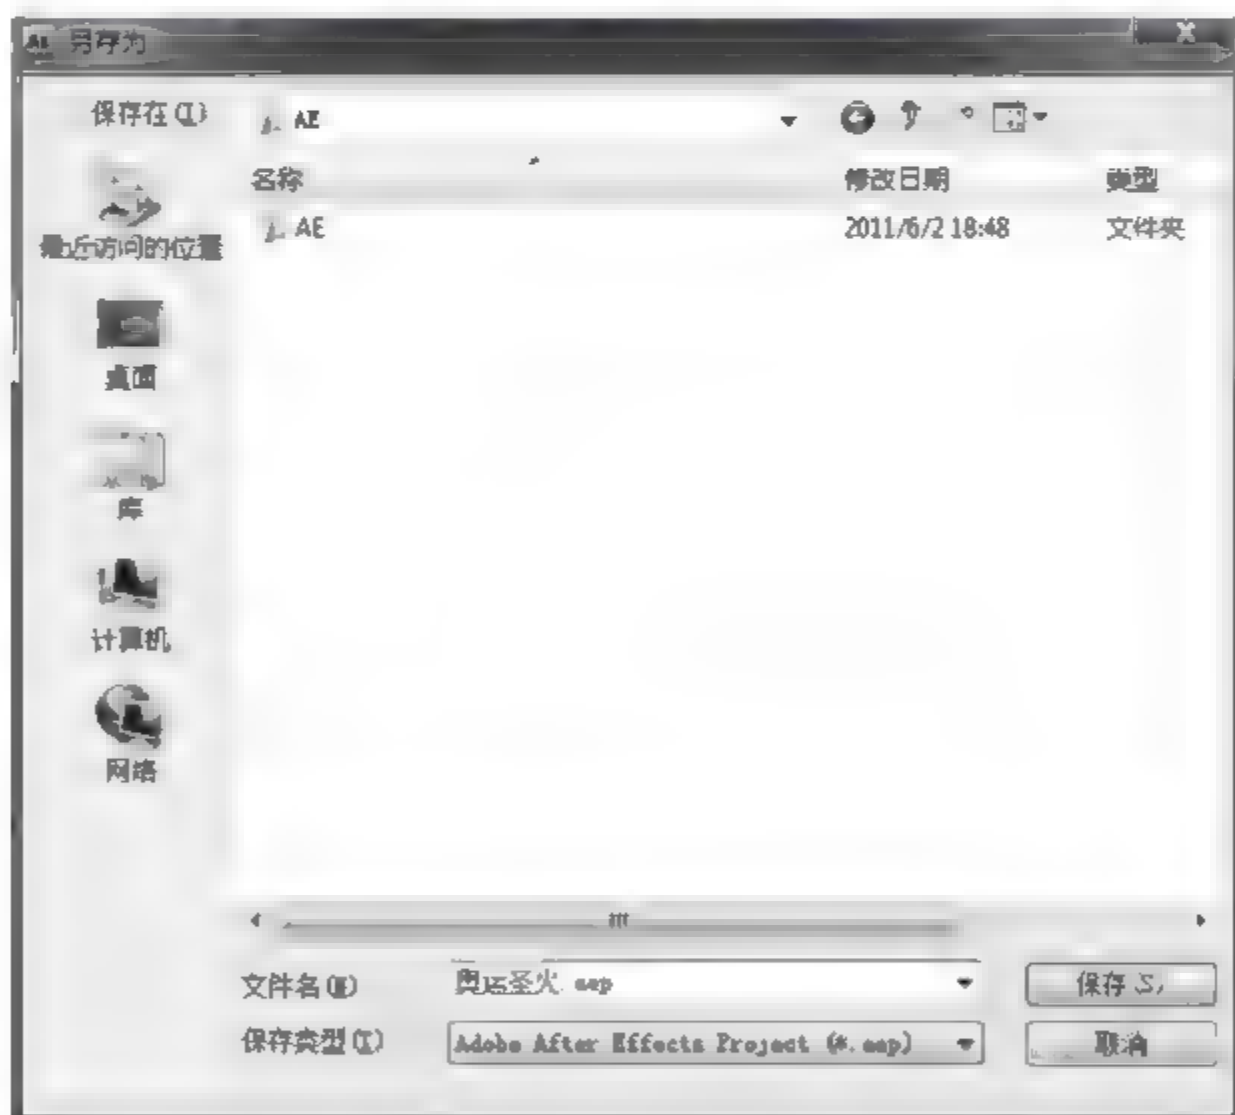 另存为
保存在(I)
AE
名称 修改日期 类型
AE 2011/6/2 18:48 文件夹
最近访问的位置
桌面
库
计算机
网络
文件名(N) 奥运圣火.aep 保存(S)
保存类型(T) Adobe After Effects Project (*.aep) 取消